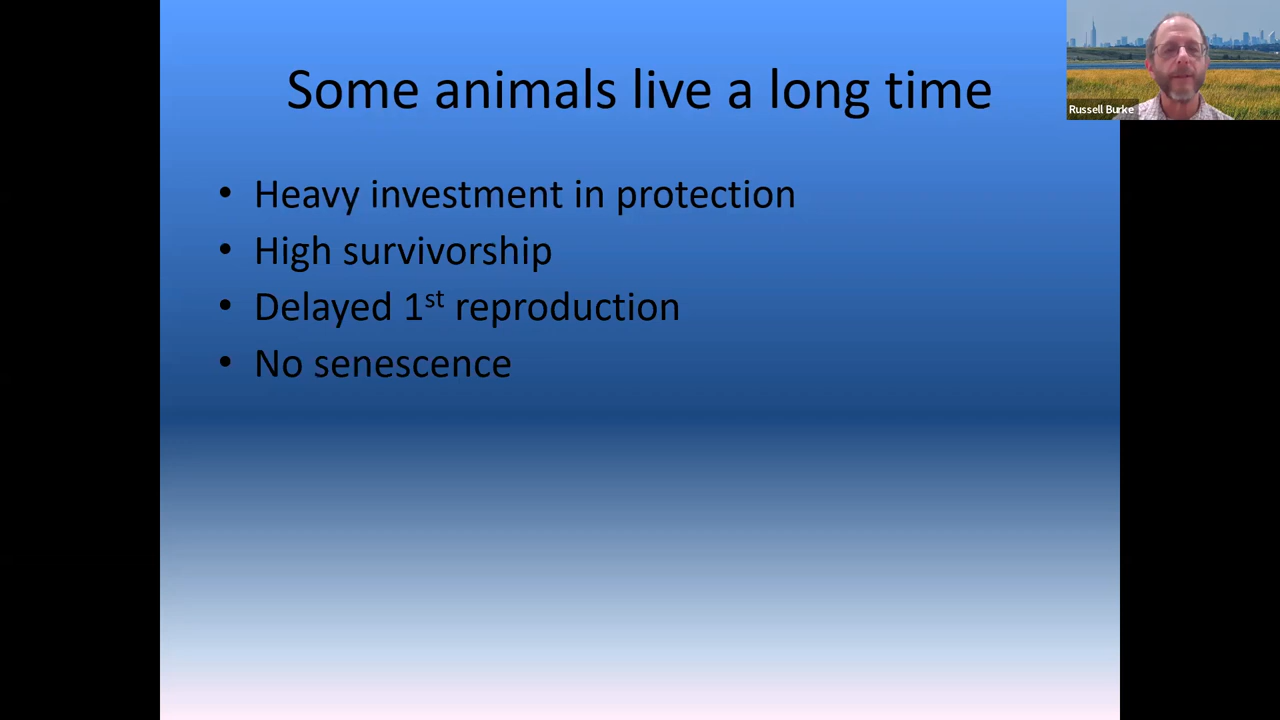 Some animals live a long time
Russell Burke
• Heavy investment in protection
• High survivorship
• Delayed 1st reproduction
• No senescence